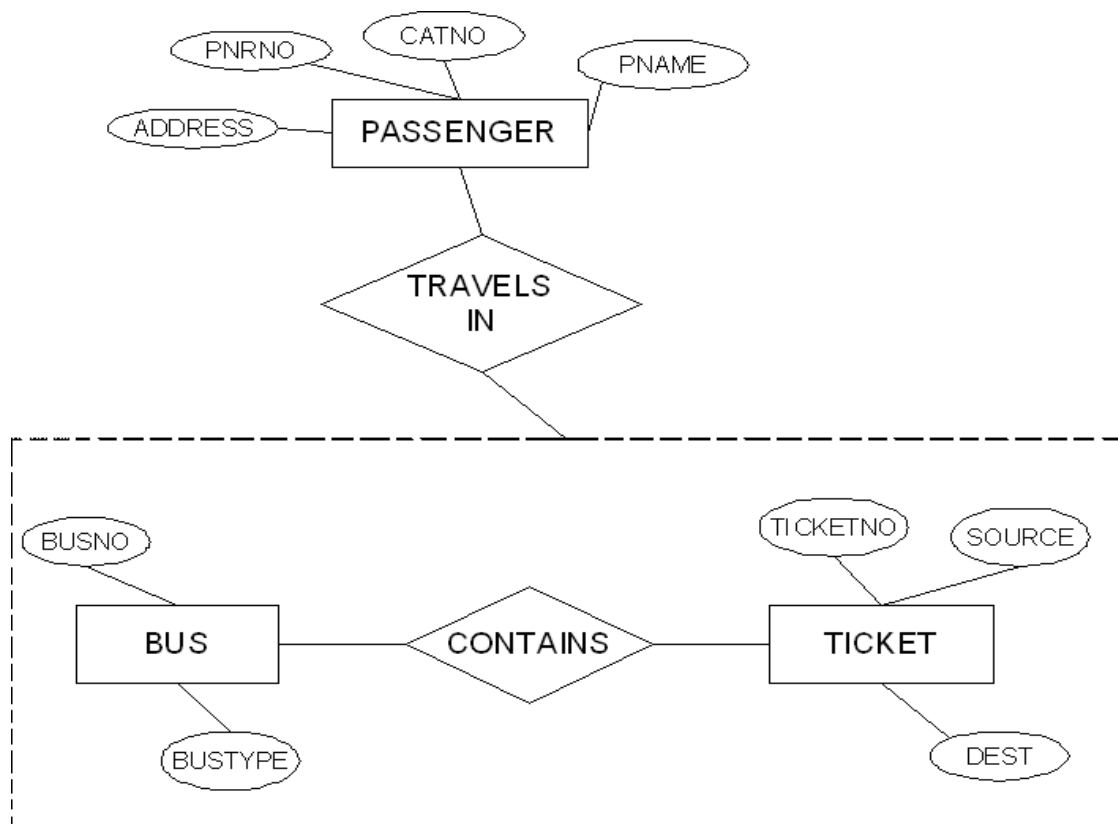 CATNO
PNRNO
PNAME
ADDRESS
PASSENGER
TRAVELS
IN
TICKETNO
SOURCE
BUSNO
BUS
CONTAINS
TICKET
BUSTYPE
DEST